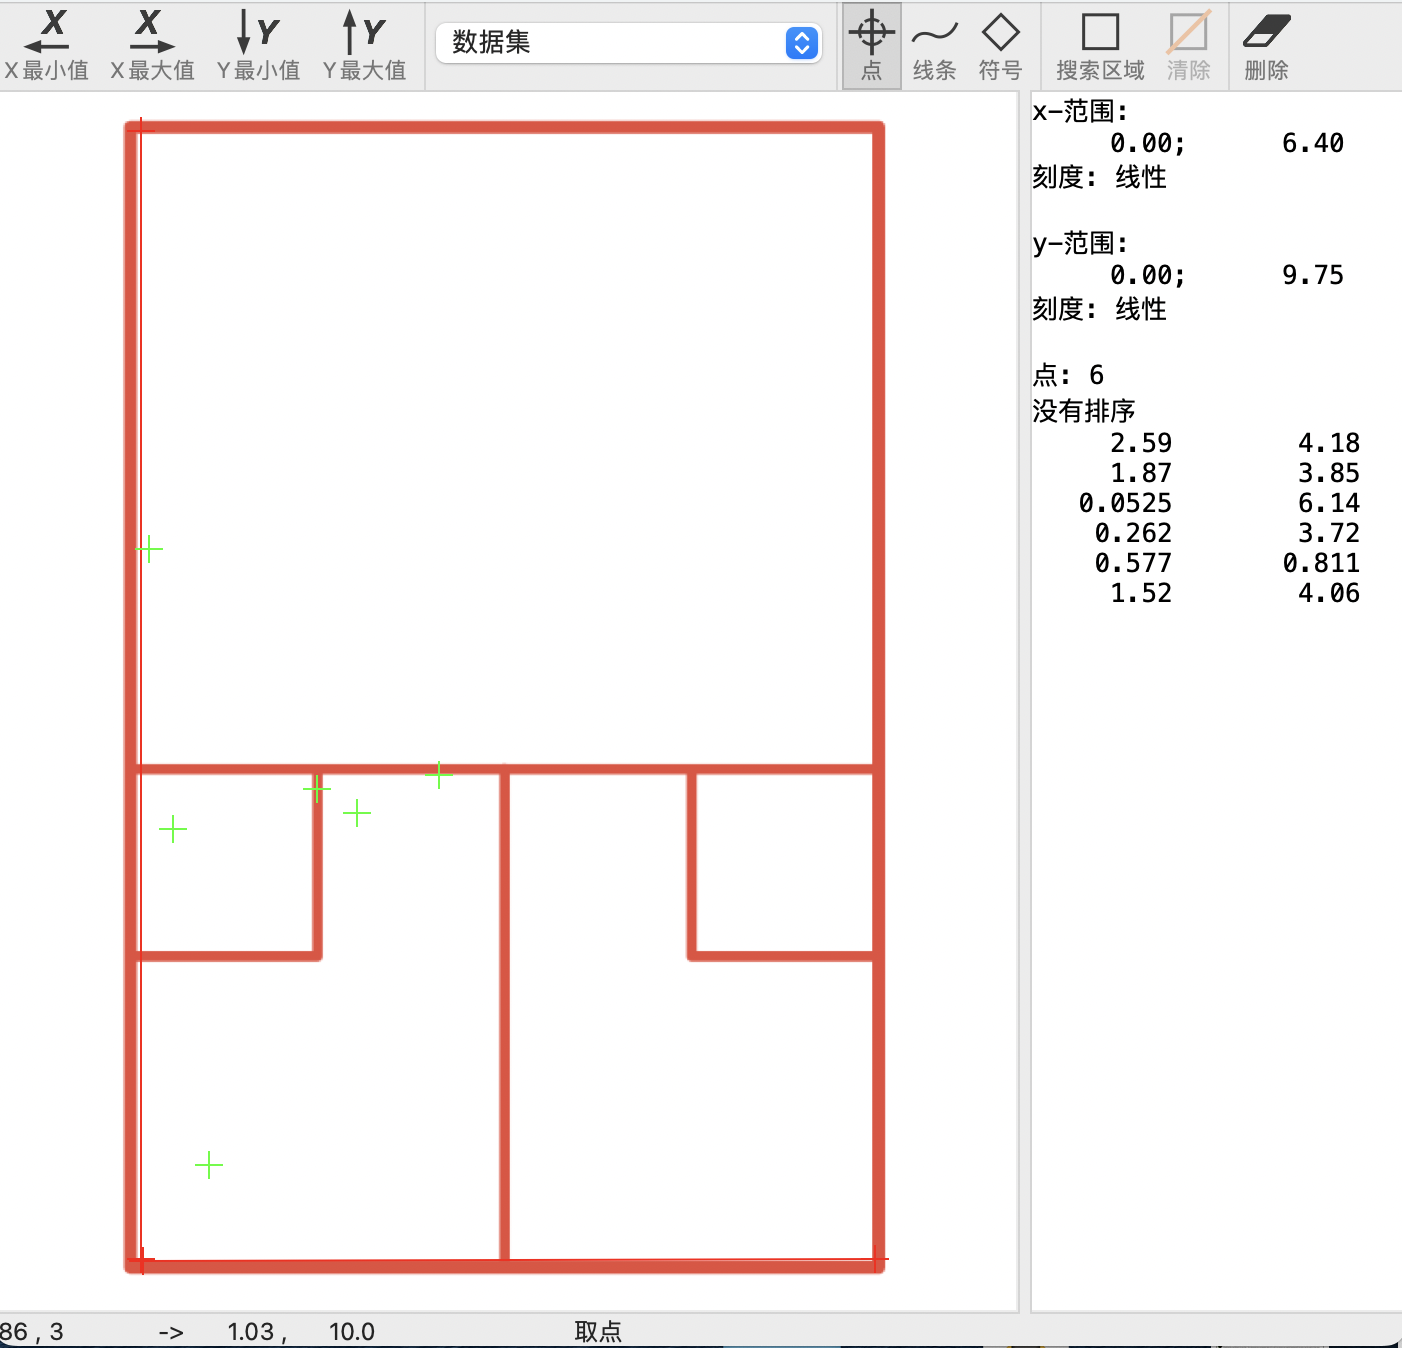 X X Y Y
X 最小值 X 最大值 Y 最小值 Y 最大值 数据集 点 线条 符号 搜索区域 清除 删除
x-范围:
0.00; 6.40
刻度: 线性
y-范围:
0.00; 9.75
刻度: 线性
点: 6
没有排序
2.59 4.18
1.87 3.85
0.0525 6.14
0.262 3.72
0.577 0.811
1.52 4.06
86 , 3 -> 1.03 , 10.0 取点